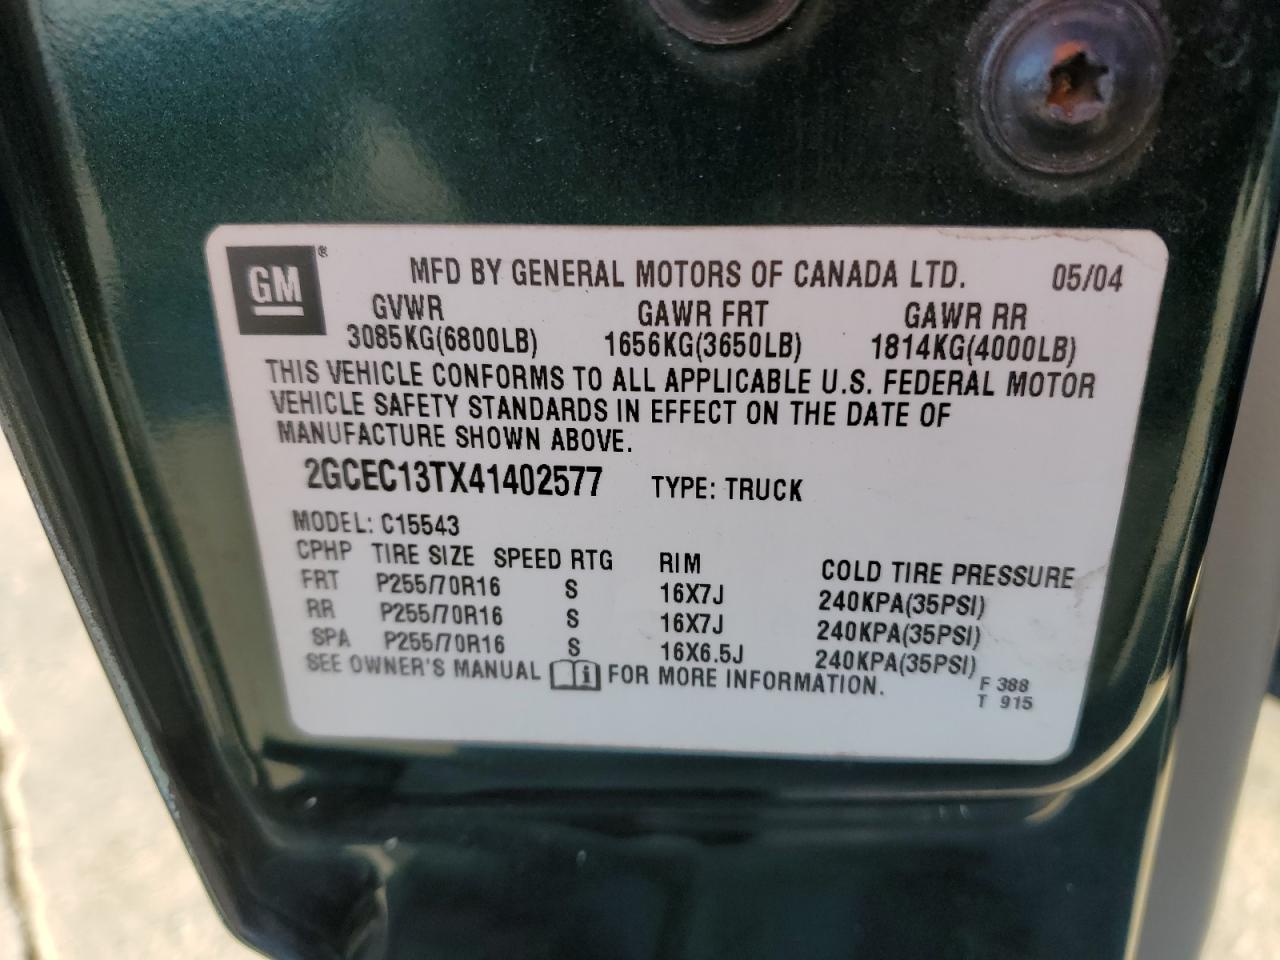 GM ® MFD BY GENERAL MOTORS OF CANADA LTD. 05/04
GVWR GAWR FRT GAWR RR
3085KG(6800LB) 1656KG(3650LB) 1814KG(4000LB)
THIS VEHICLE CONFORMS TO ALL APPLICABLE U.S. FEDERAL MOTOR
VEHICLE SAFETY STANDARDS IN EFFECT ON THE DATE OF
MANUFACTURE SHOWN ABOVE.
2GCEC13TX41402577 TYPE: TRUCK
MODEL: C15543
CPHP TIRE SIZE SPEED RTG RIM COLD TIRE PRESSURE
FRT P255/70R16 S 16X7J 240KPA(35PSI)
RR P255/70R16 S 16X7J 240KPA(35PSI)
SPA P255/70R16 S 16X6.5J 240KPA(35PSI)
SEE OWNER'S MANUAL i FOR MORE INFORMATION.
F 388
T 915